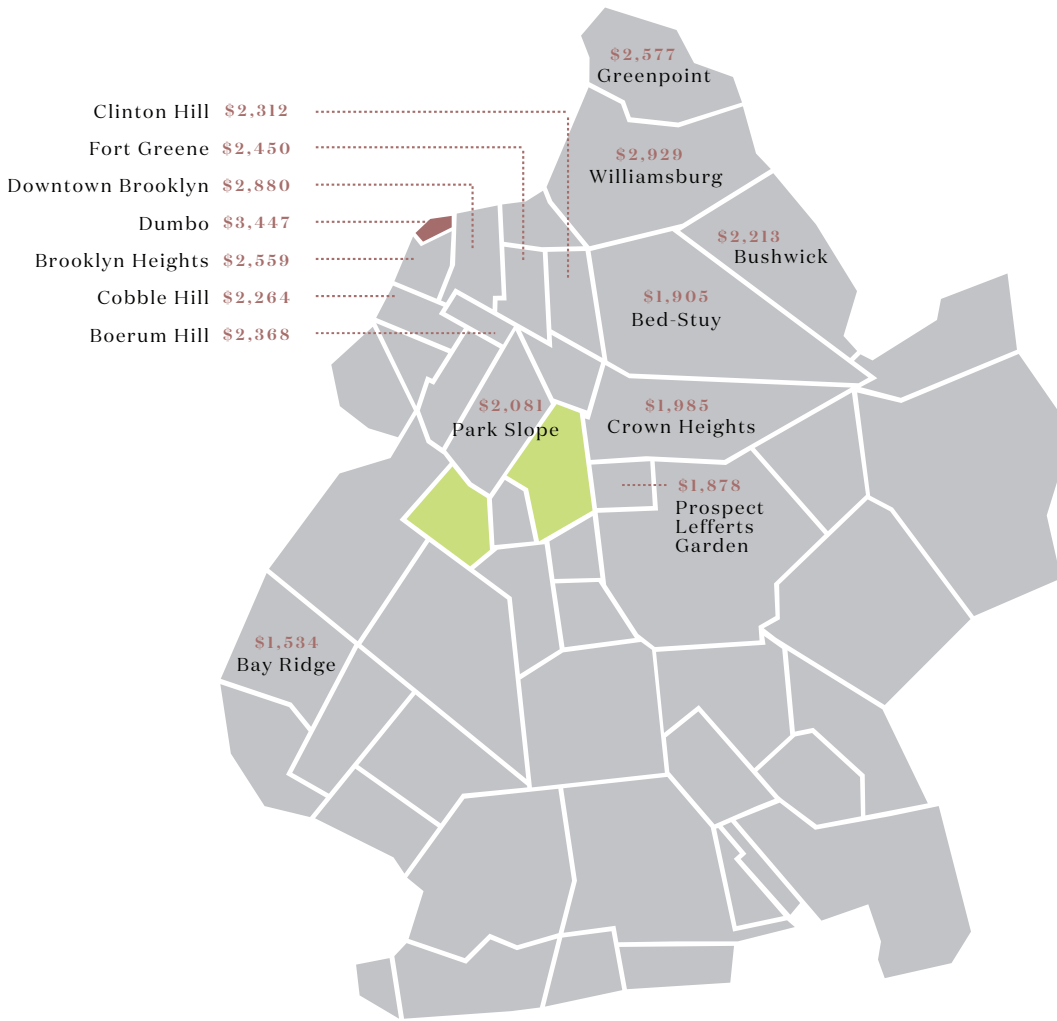 $2,577
Greenpoint
Clinton Hill $2,312
Fort Greene $2,450
$2,929
Williamsburg
Downtown Brooklyn $2,880
Dumbo $3,447
$2,213
Bushwick
Brooklyn Heights $2,559
Cobble Hill $2,264
$1,905
Bed-Stuy
Boerum Hill $2,368
$2,081
Park Slope
$1,985
Crown Heights
$1,878
Prospect
Lefferts
Garden
$1,534
Bay Ridge